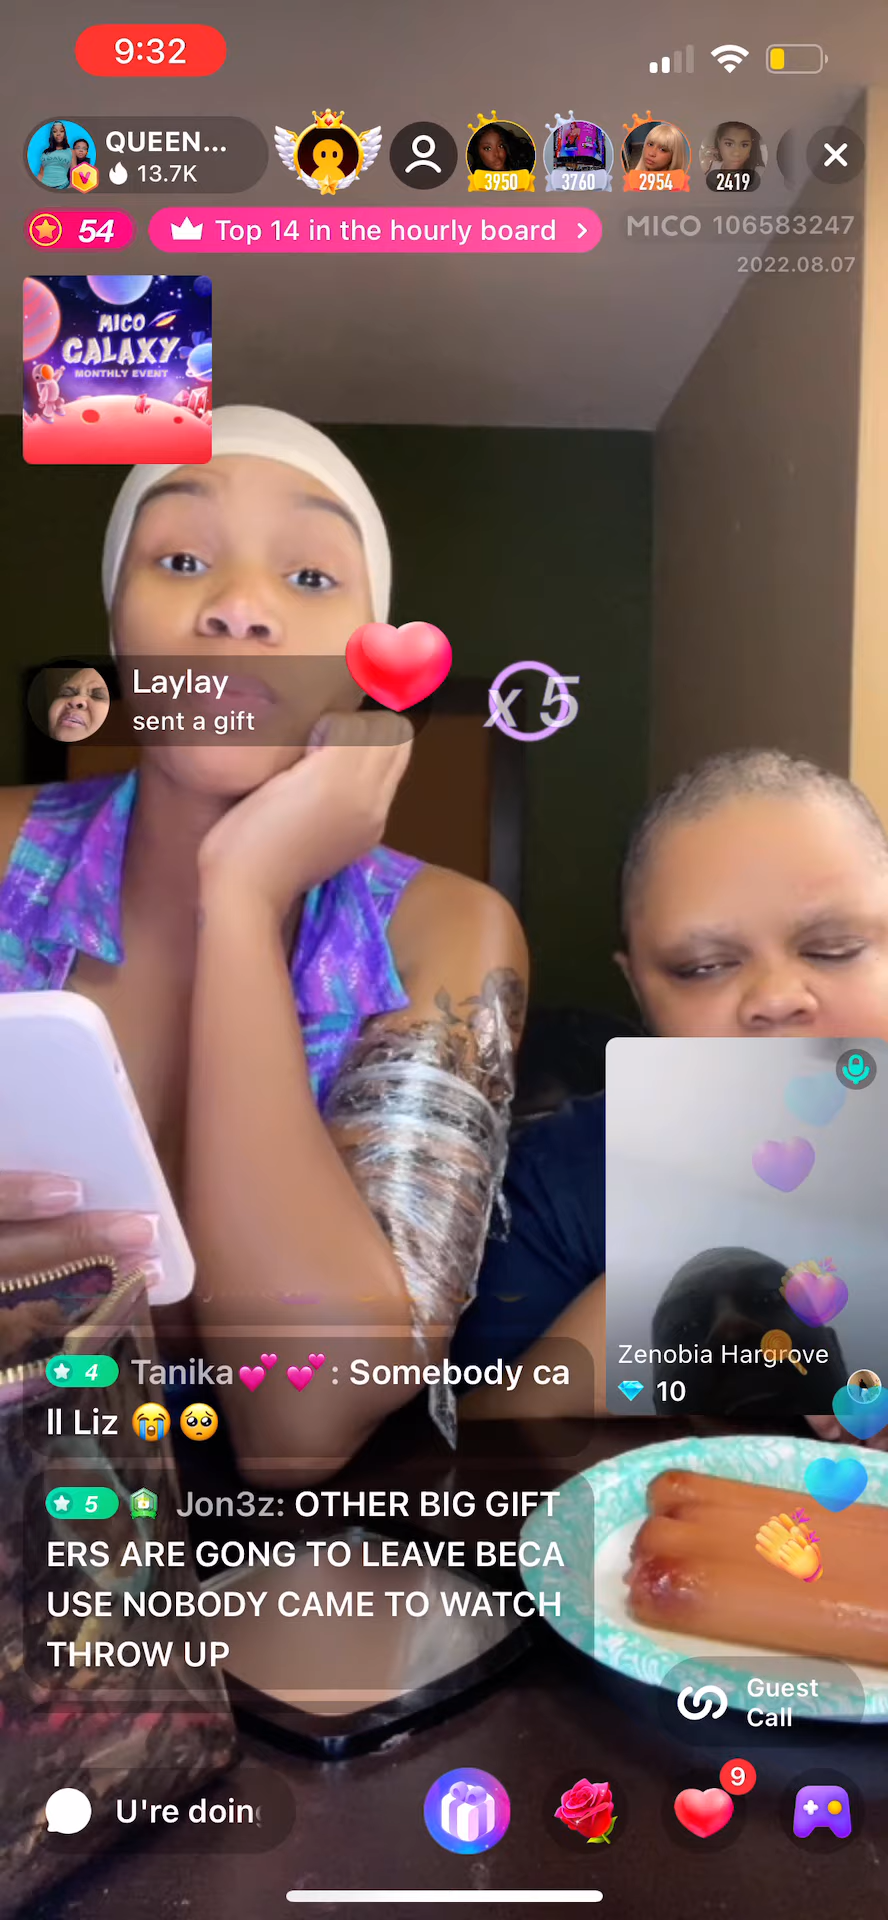 9:32
QUEEN...
13.7K
3950
3760
2954
2419
54
Top 14 in the hourly board
MICO 106583247
2022.08.07
MICO
GALAXY
MONTHLY EVENT
Laylay
sent a gift
x 5
Zenobia Hargrove
10
4 Tanika💕 💕: Somebody ca
ll Liz 😭🥺
5 Jon3z: OTHER BIG GIFT
ERS ARE GONG TO LEAVE BECA
USE NOBODY CAME TO WATCH
THROW UP
Guest
Call
U're doin
9